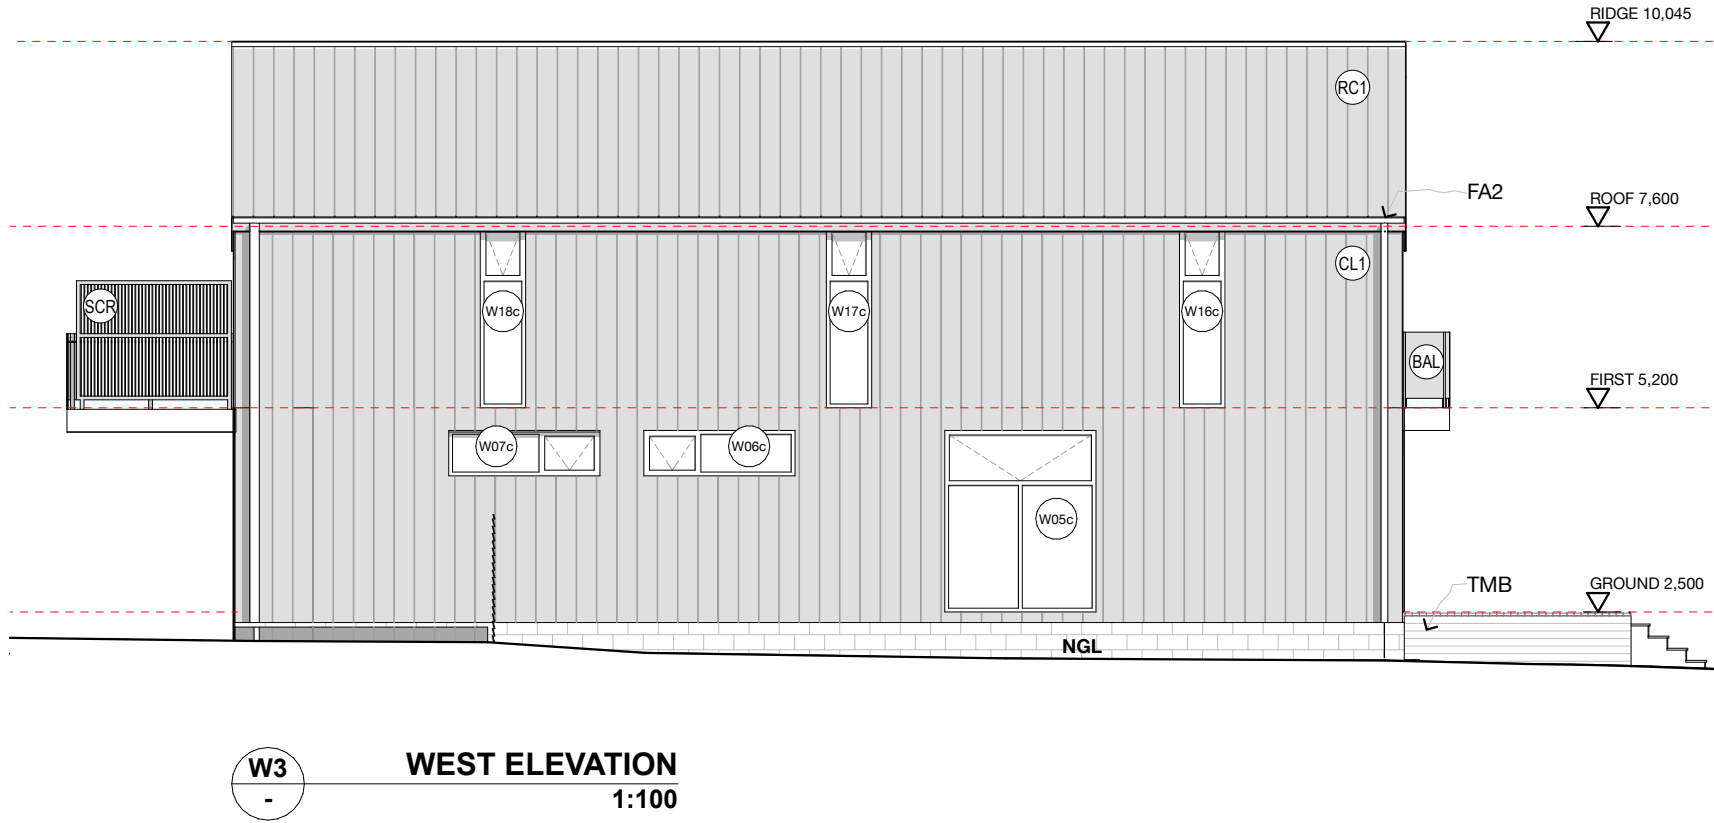 RIDGE 10,045
RC1
FA2
ROOF 7,600
CL1
SCR
W18c
W17c
W16c
BAL
FIRST 5,200
W07c
W06c
W05c
TMB
GROUND 2,500
NGL
W3
-
WEST ELEVATION
1:100